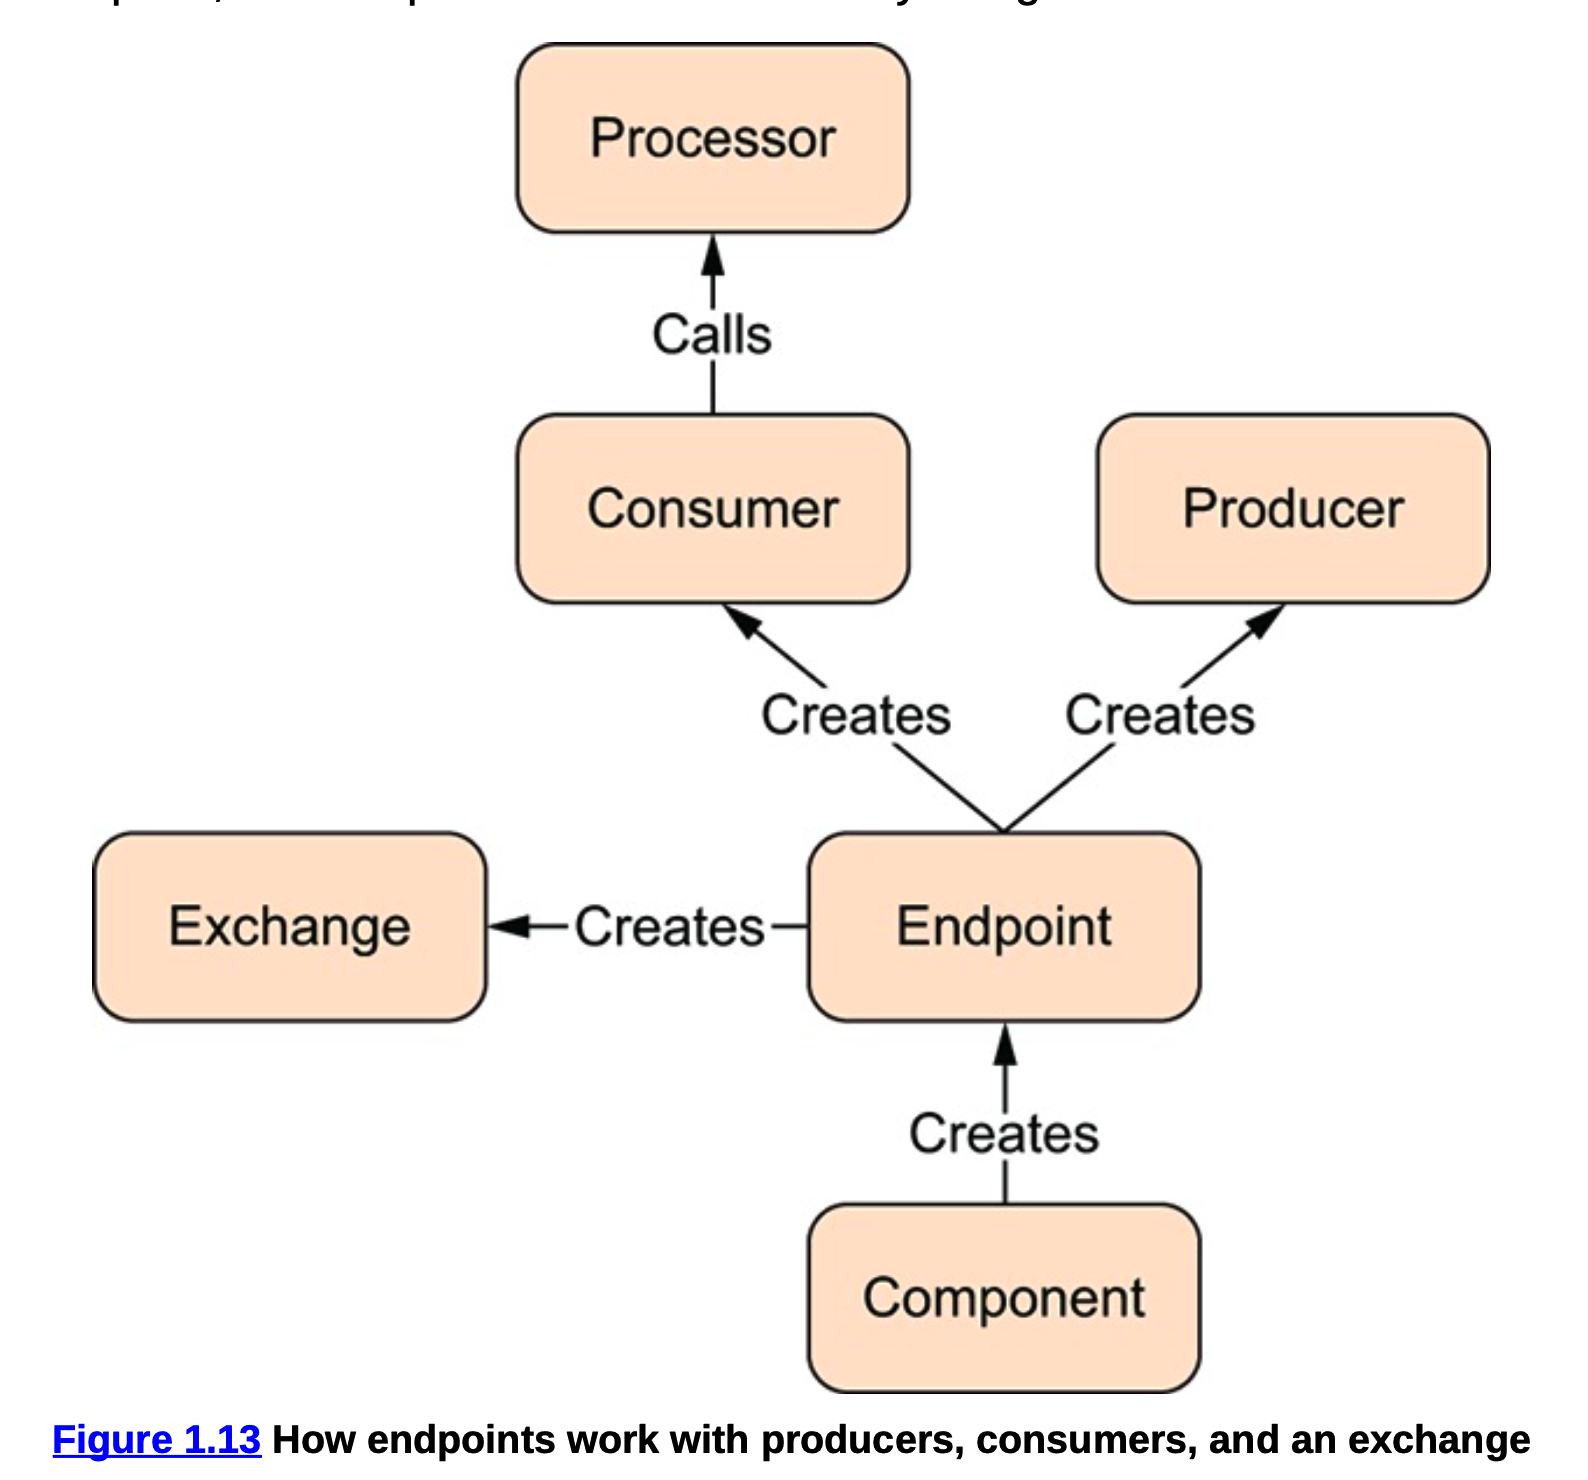 Processor
Calls
Consumer
Producer
Creates
Creates
Exchange
Creates
Endpoint
Creates
Component
Figure 1.13 How endpoints work with producers, consumers, and an exchange